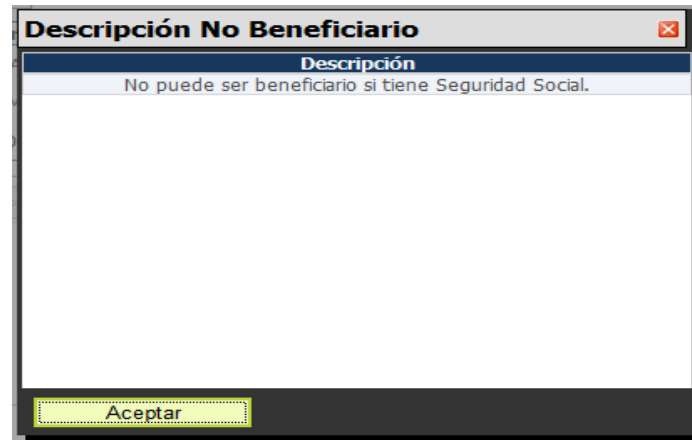 Descripción No Beneficiario
Descripción
No puede ser beneficiario si tiene Seguridad Social.
Aceptar